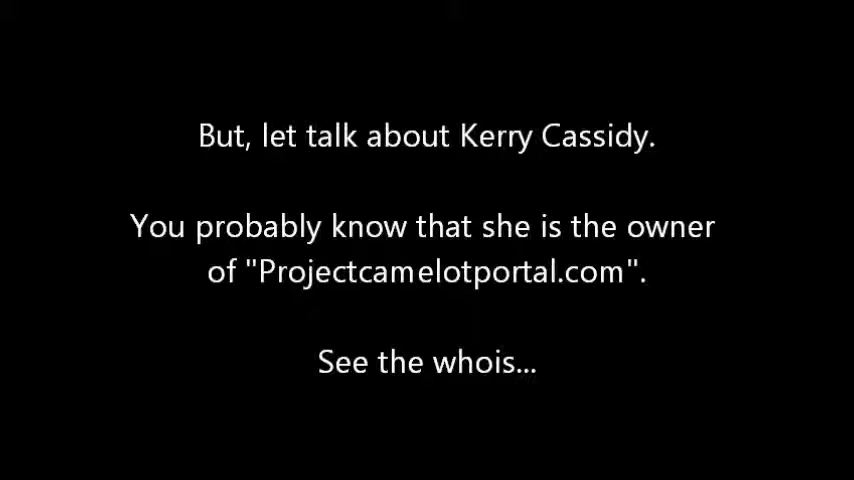 But, let talk about Kerry Cassidy.
You probably know that she is the owner
of "Projectcamelotportal.com".
See the whois...